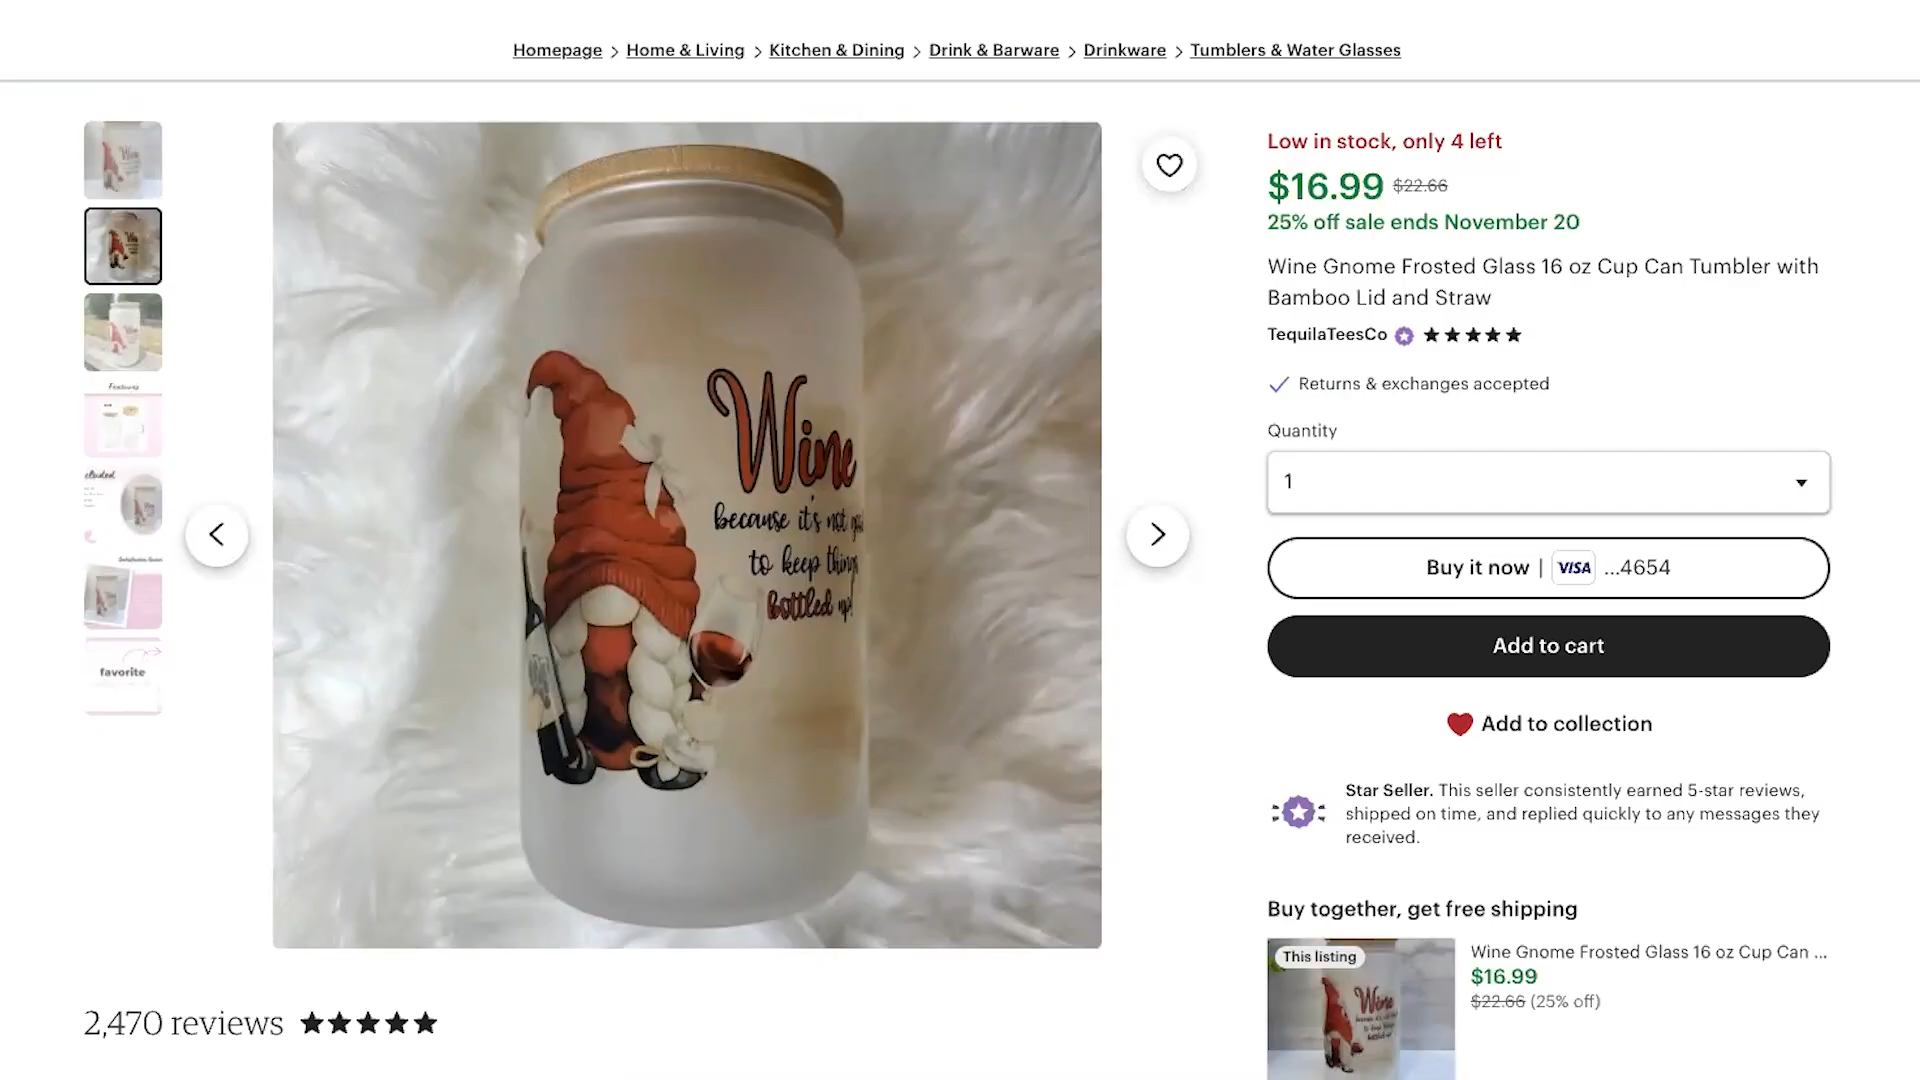 Homepage > Home & Living > Kitchen & Dining > Drink & Barware > Drinkware > Tumblers & Water Glasses
Low in stock, only 4 left
$16.99 $22.66
25% off sale ends November 20
Wine Gnome Frosted Glass 16 oz Cup Can Tumbler with
Bamboo Lid and Straw
TequilaTeesCo
Returns & exchanges accepted
Quantity
1
Buy it now | VISA ...4654
Add to cart
Add to collection
Star Seller. This seller consistently earned 5-star reviews,
shipped on time, and replied quickly to any messages they
received.
Buy together, get free shipping
This listing
Wine Gnome Frosted Glass 16 oz Cup Can ...
$16.99
$22.66 (25% off)
Wine
because it's not
to keep things
bottled up!
Features
favorite
Wine
2,470 reviews